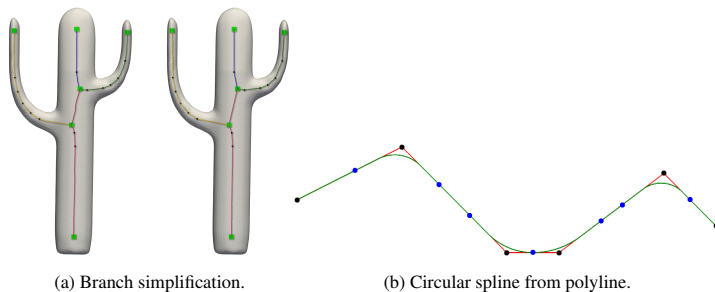 (a) Branch simplification.
(b) Circular spline from polyline.